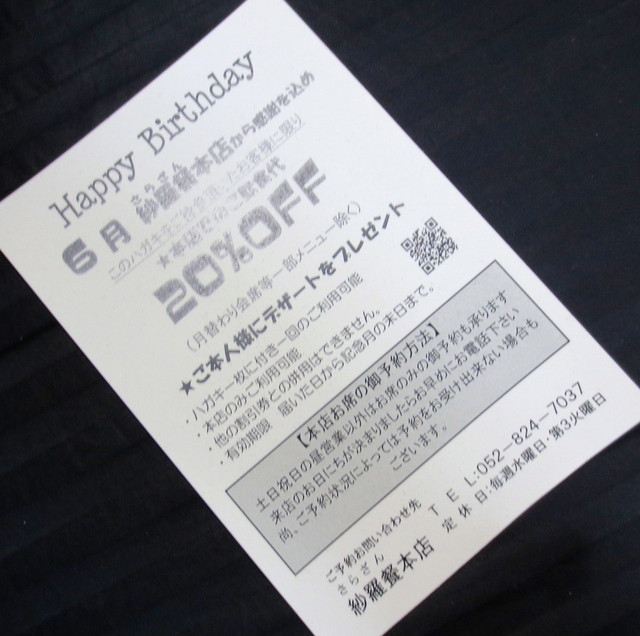 Happy Birthday
さらざん
6月 紗羅餐本店から感謝を込め
このハガキをご持参頂いたお客様に限り
★本店でのご飲食代
20%OFF
(月替わり会席等一部メニュー除く)
★ご本人様にデザートをプレゼント
・ハガキ一枚に付き一回のご利用可能
・本店のみご利用可能
・他の割引券との併用はできません。
・有効期限 届いた日から記念月の末日まで。
【本店お席の御予約方法】
土日祝日の昼営業以外はお席のみの御予約も承ります
来店のお日にちが決まりましたらお早めにお電話下さい
尚、ご予約状況によっては予約をお受け出来ない場合も
ございます。
ご予約お問い合わせ先
さらざん
紗羅餐本店
TEL:052-824-7037
定休日:毎週水曜日・第3火曜日